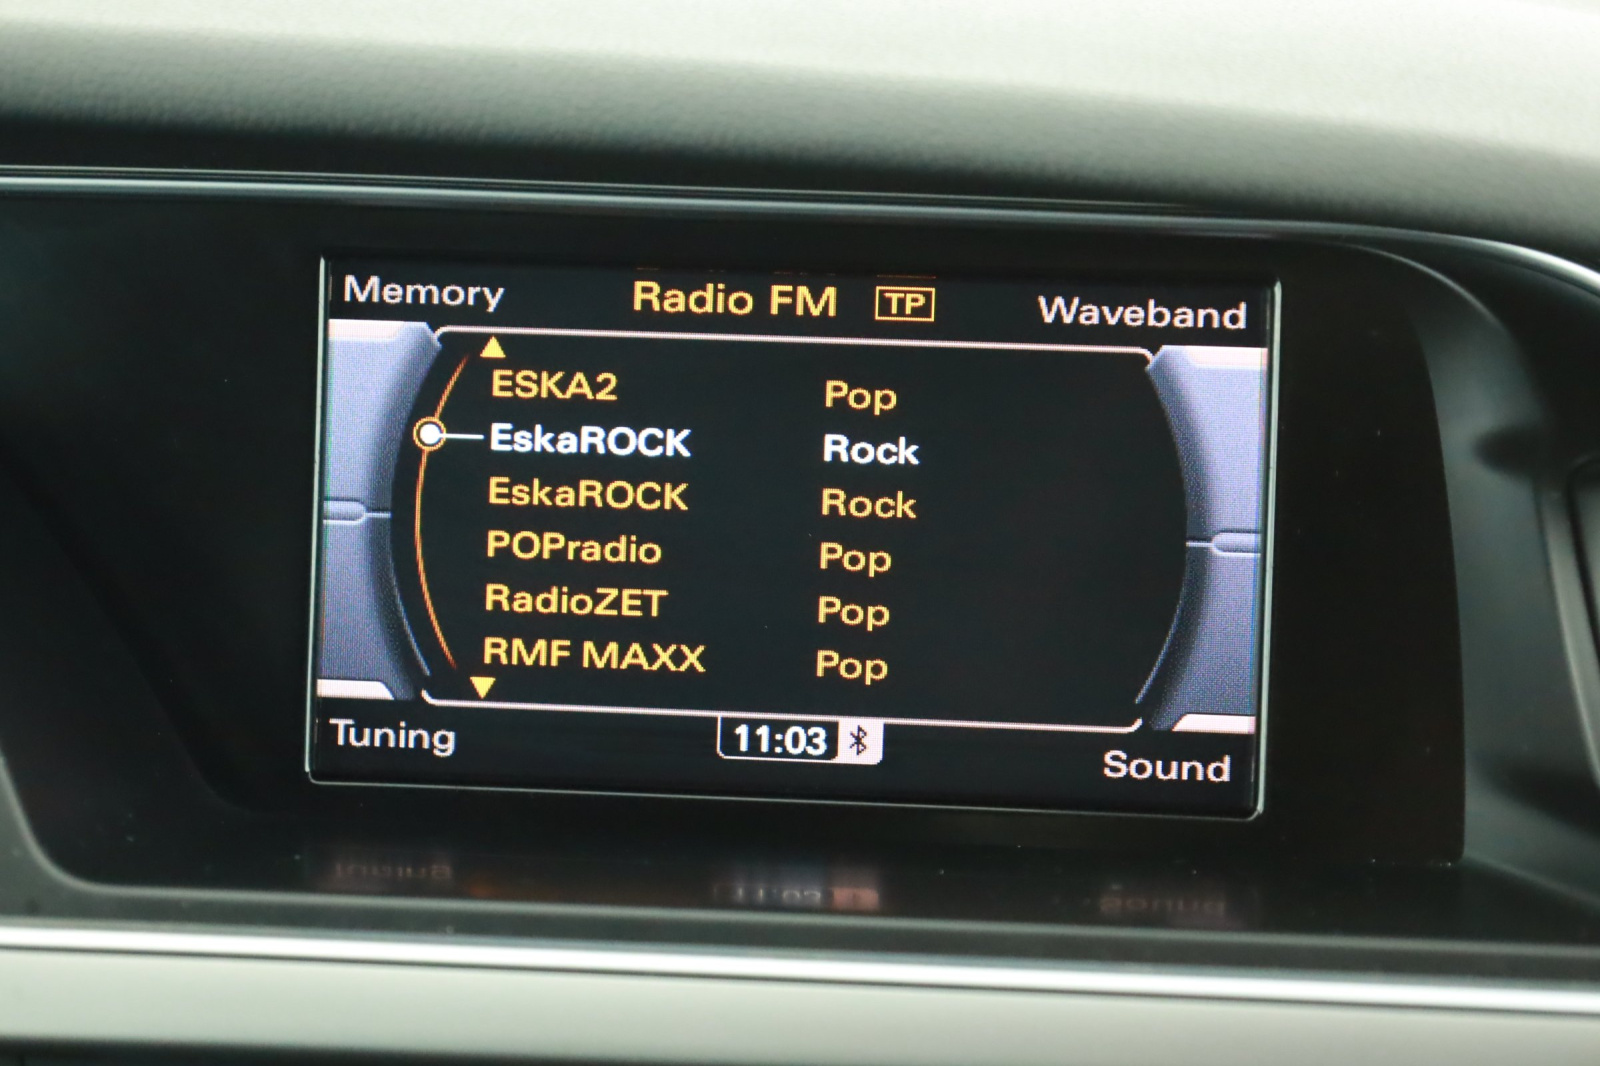 Memory Radio FM TP Waveband
ESKA2 Pop
EskaROCK Rock
EskaROCK Rock
POPradio Pop
RadioZET Pop
RMF MAXX Pop
Tuning 11:03 Sound